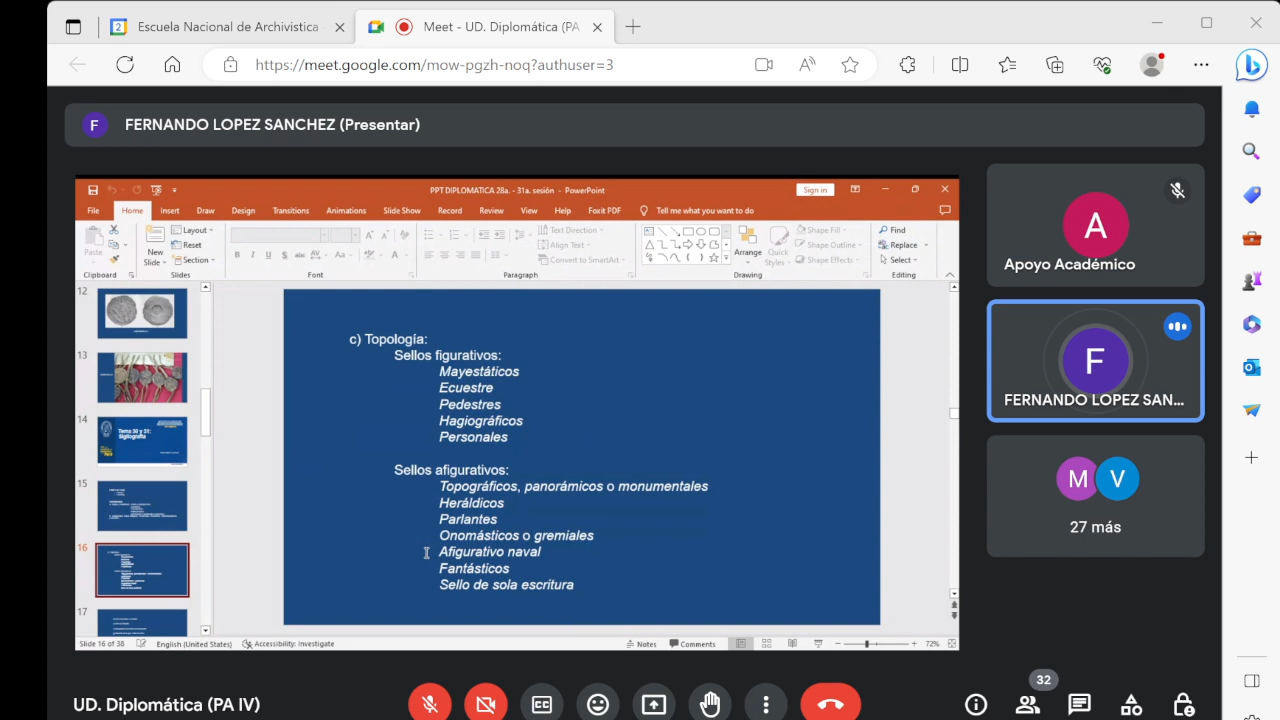 Escuela Nacional de Archivistica
Meet - UD. Diplomática (PA
https://meet.google.com/mow-pgzh-noq?authuser=3
FERNANDO LOPEZ SANCHEZ (Presentar)
PPT DIPLOMATICA 28a. - 31a. sesión - PowerPoint
Sign in
File Home Insert Draw Design Transitions Animations Slide Show Record Review View Help Foxit PDF Tell me what you want to do
Paste
New
Slide
Layout
Reset
Section
Text Direction
Align Text
Convert to SmartArt
Arrange
Quick
Styles
Shape Fill
Shape Outline
Shape Effects
Find
Replace
Select
Clipboard Slides Font Paragraph Drawing Editing
12
13
14
Tema 30 y 31:
Sigilografía
15
16
17
c) Topología:
Sellos figurativos:
Mayestáticos
Ecuestre
Pedestres
Hagiográficos
Personales
Sellos afigurativos:
Topográficos, panorámicos o monumentales
Heráldicos
Parlantes
Onomásticos o gremiales
Afigurativo naval
Fantásticos
Sello de sola escritura
Slide 16 of 38 English (United States) Accessibility: Investigate Notes Comments 72%
A
Apoyo Académico
F
FERNANDO LOPEZ SAN...
M V
27 más
UD. Diplomática (PA IV)
32